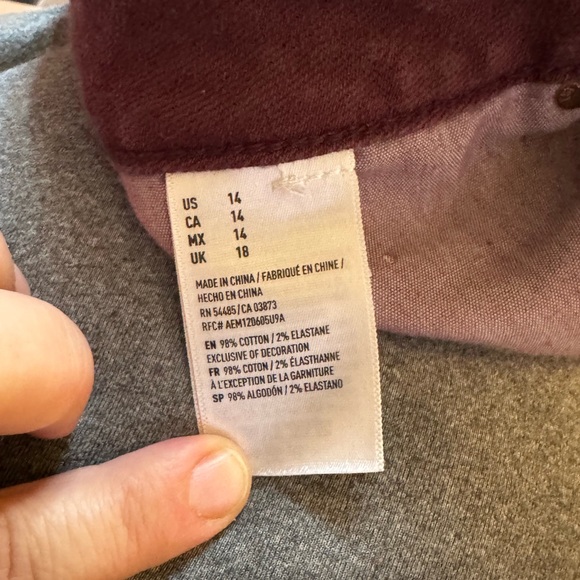 US 14
CA 14
MX 14
UK 18
MADE IN CHINA / FABRIQUÉ EN CHINE /
HECHO EN CHINA
RN 54485/CA 03873
RFC# AEM120605U9A
EN 98% COTTON / 2% ELASTANE
EXCLUSIVE OF DECORATION
FR 98% COTON / 2% ÉLASTHANNE
À L'EXCEPTION DE LA GARNITURE
SP 98% ALGODÓN / 2% ELASTANO